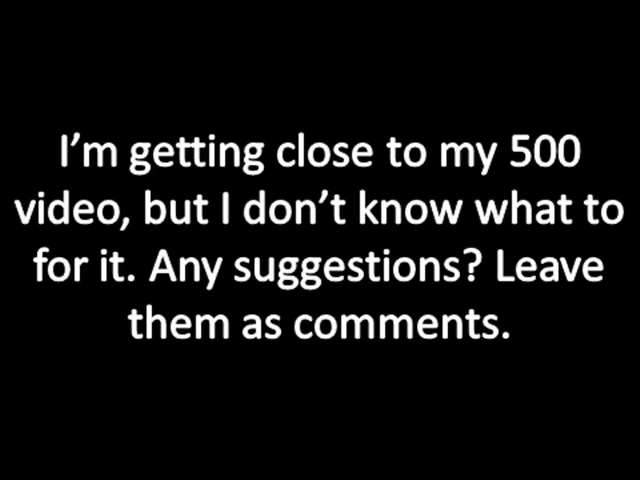 I’m getting close to my 500
video, but I don’t know what to
for it. Any suggestions? Leave
them as comments.